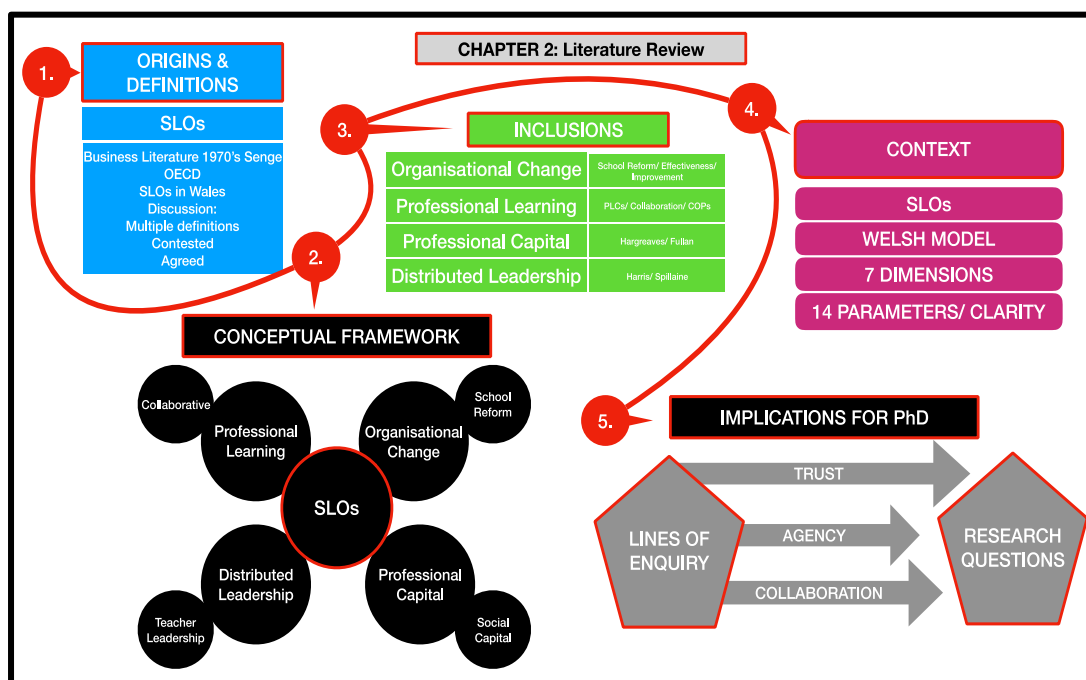 CHAPTER 2: Literature Review
1.
ORIGINS &
DEFINITIONS
SLOs
Business Literature 1970's Senge
OECD
SLOs in Wales
Discussion:
Multiple definitions
Contested
Agreed
2.
CONCEPTUAL FRAMEWORK
Collaborative
Professional
Learning
School
Reform
Organisational
Change
SLOs
Distributed
Leadership
Teacher
Leadership
Professional
Capital
Social
Capital
3.
INCLUSIONS
Organisational Change
School Reform/ Effectiveness/
Improvement
Professional Learning
PLCs/ Collaboration/ COPs
Professional Capital
Hargreaves/ Fullan
Distributed Leadership
Harris/ Spillaine
4.
CONTEXT
SLOs
WELSH MODEL
7 DIMENSIONS
14 PARAMETERS/ CLARITY
5.
IMPLICATIONS FOR PhD
LINES OF
ENQUIRY
TRUST
AGENCY
COLLABORATION
RESEARCH
QUESTIONS